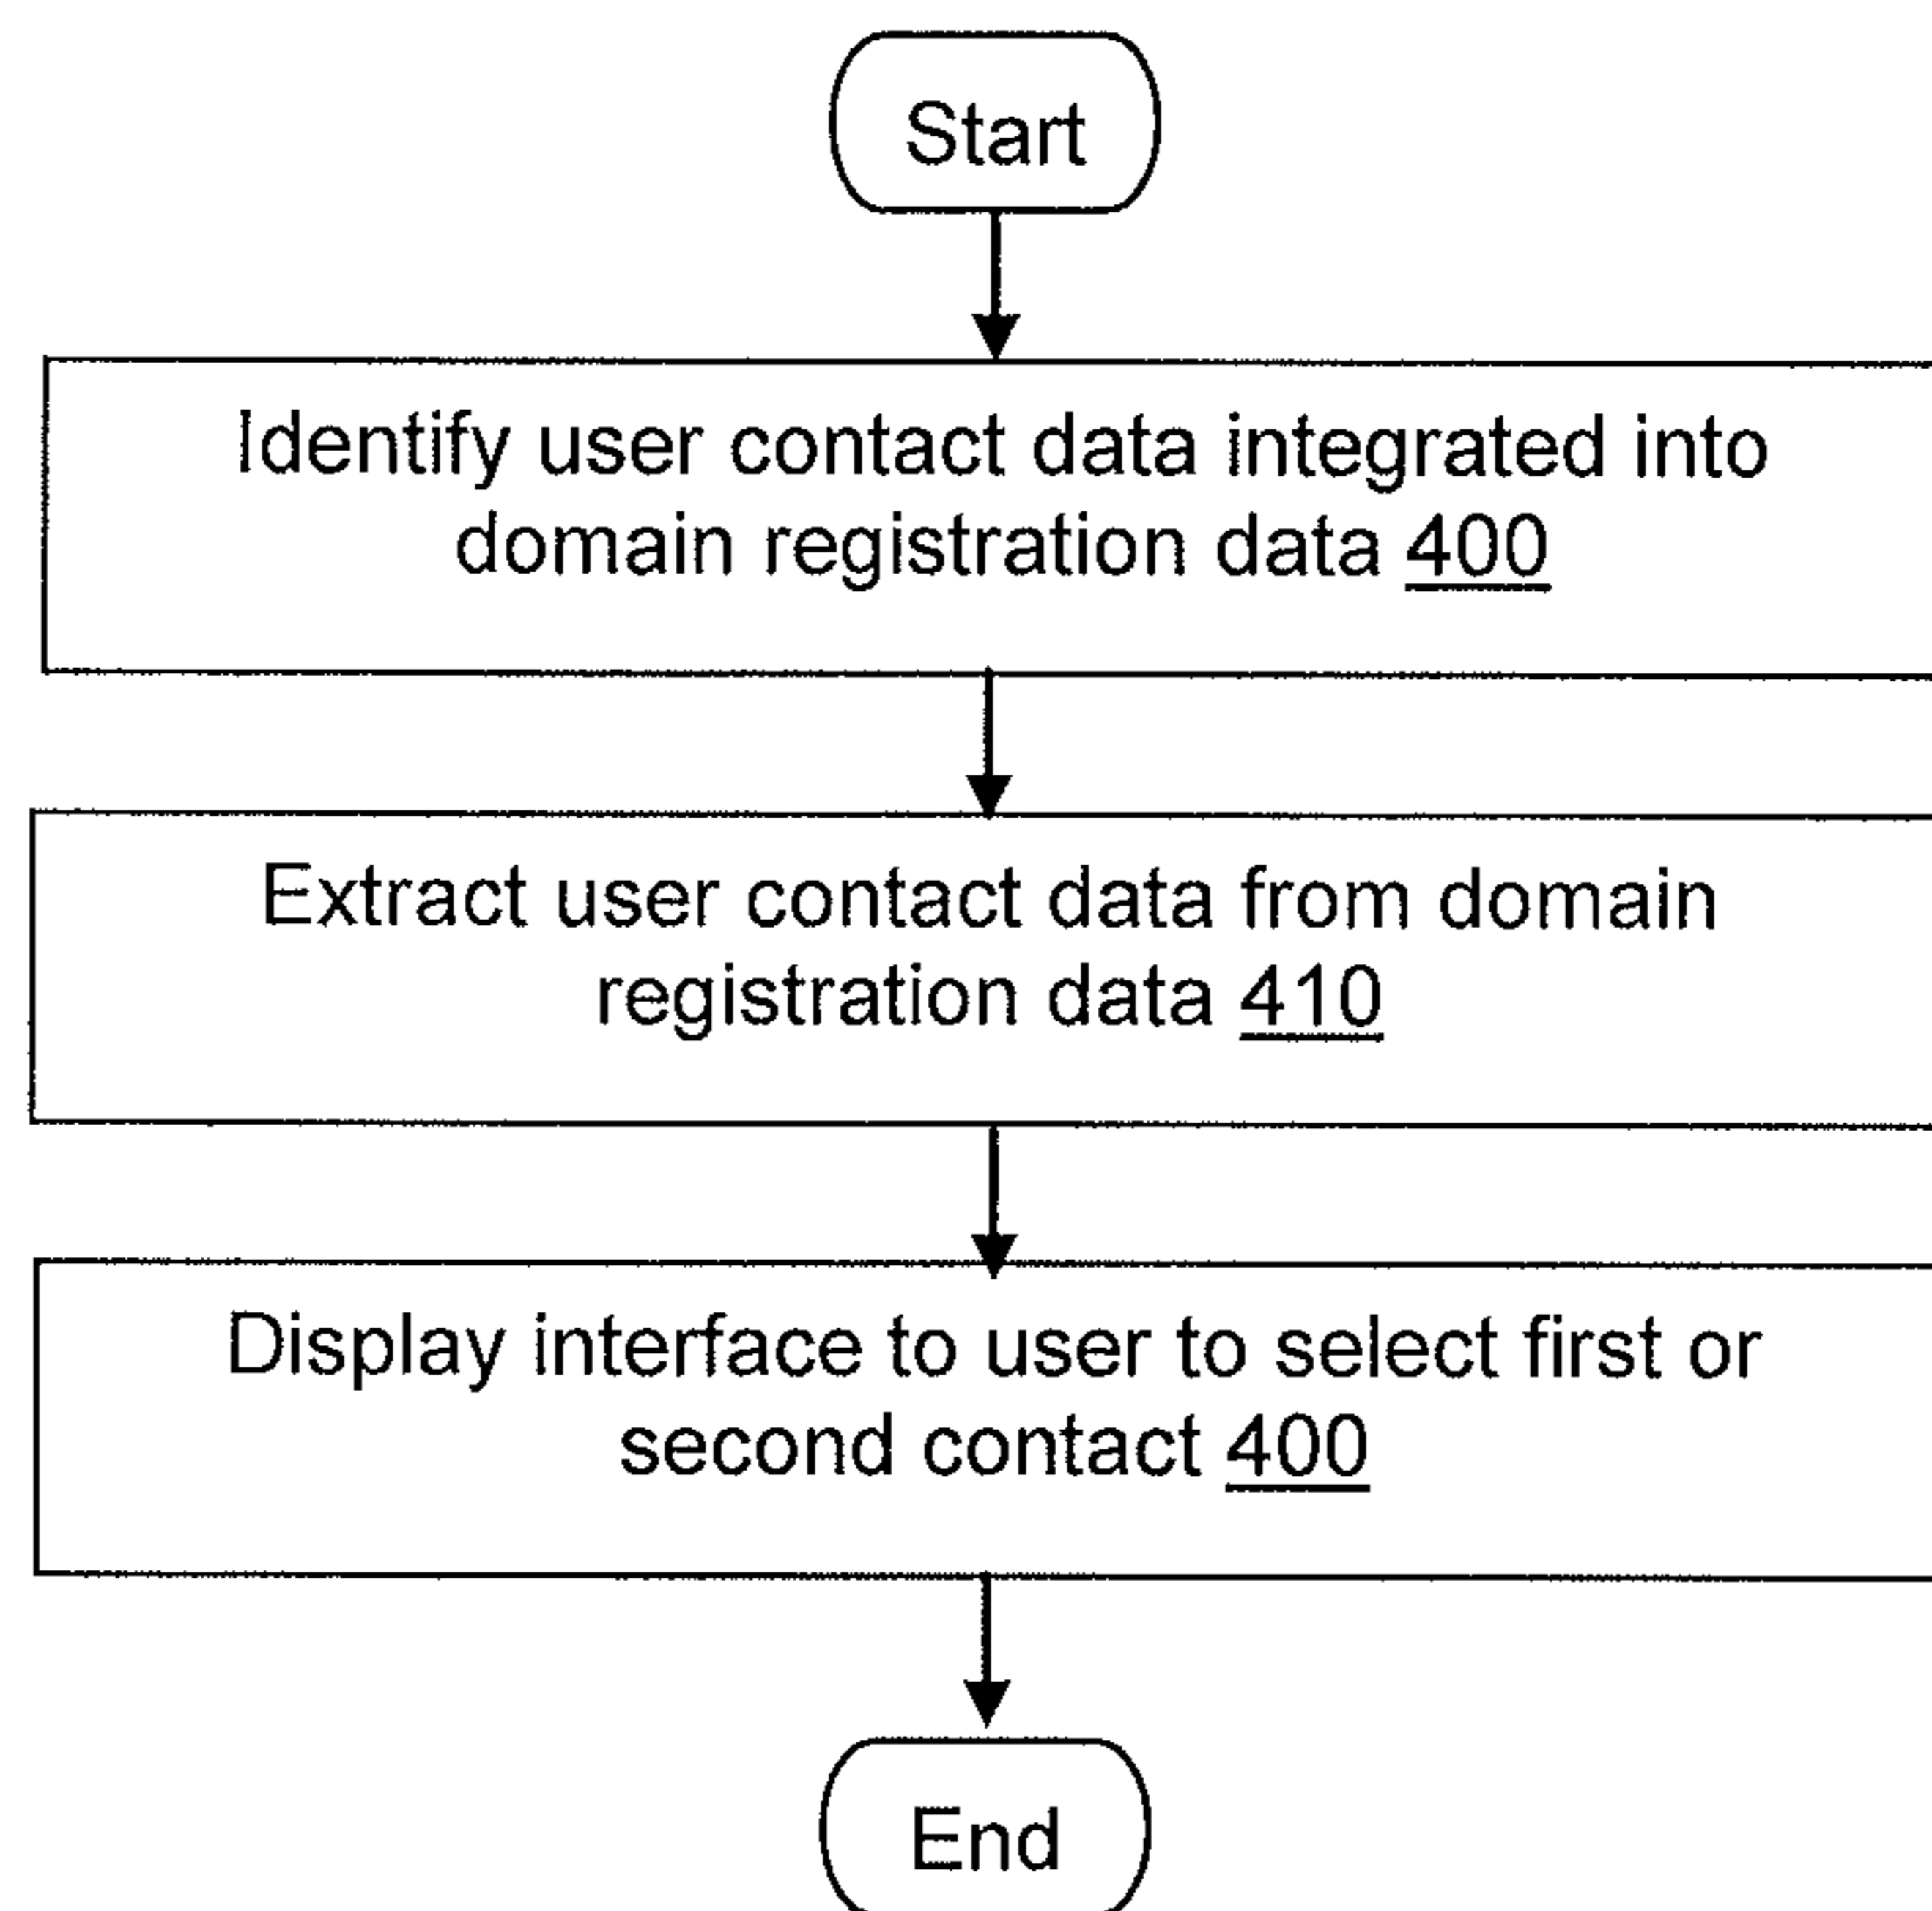 Start
Identify user contact data integrated into
domain registration data 400
Extract user contact data from domain
registration data 410
Display interface to user to select first or
second contact 400
End